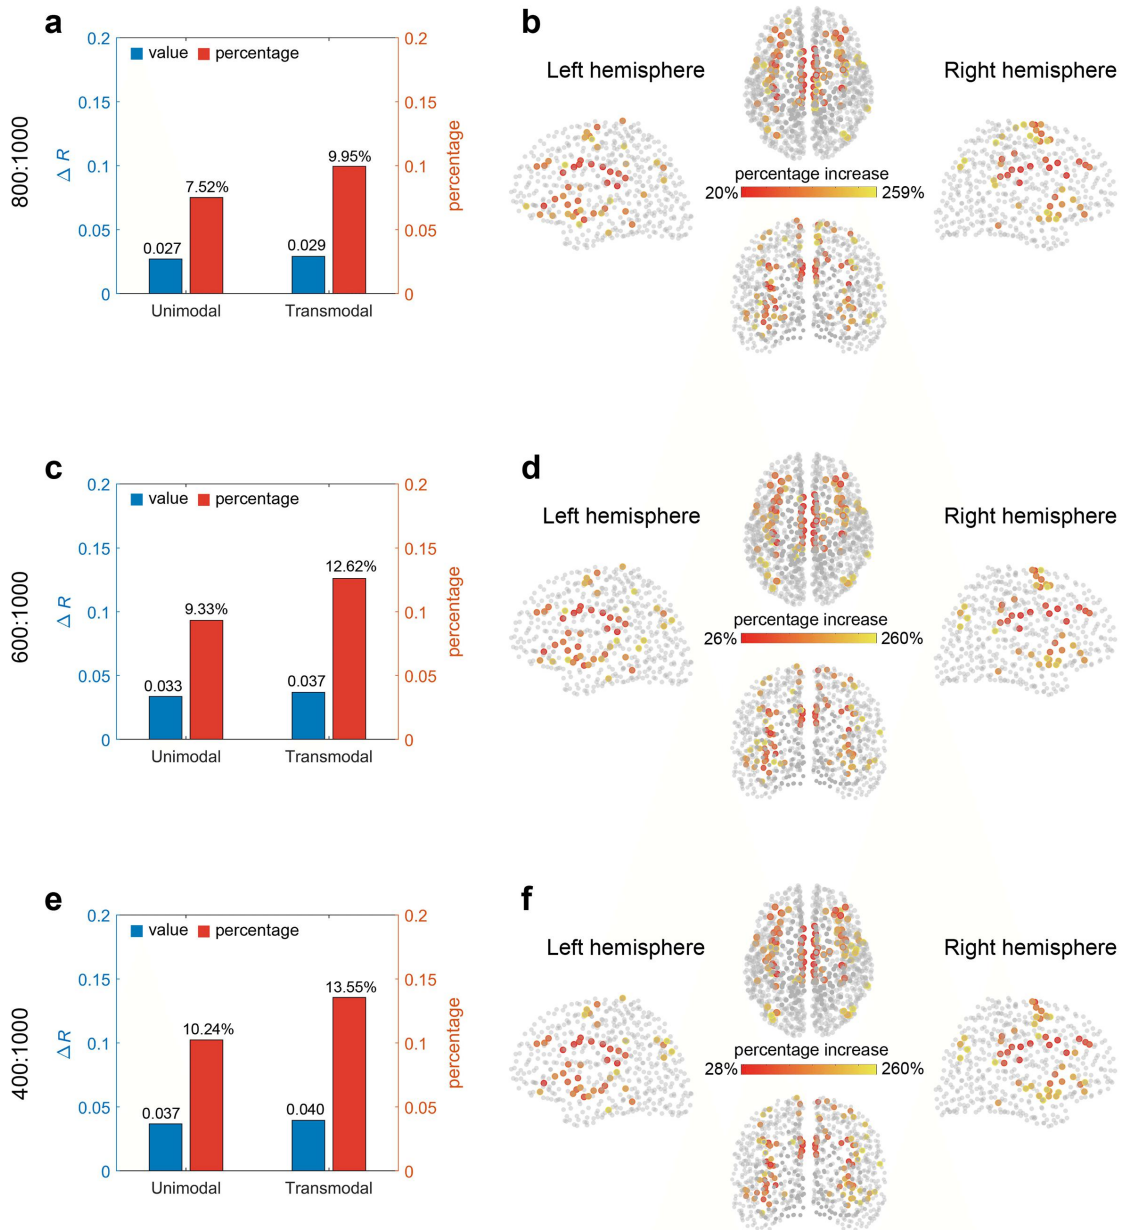 a
800:1000
0.2
0.15
0.1
0.05
0
Δ R
value
percentage
0.027
7.52%
0.029
9.95%
Unimodal
Transmodal
0.2
0.15
0.1
0.05
0
percentage
b
Left hemisphere
Right hemisphere
percentage increase
20%
259%
c
600:1000
0.2
0.15
0.1
0.05
0
Δ R
value
percentage
0.033
9.33%
0.037
12.62%
Unimodal
Transmodal
0.2
0.15
0.1
0.05
0
percentage
d
Left hemisphere
Right hemisphere
percentage increase
26%
260%
e
400:1000
0.2
0.15
0.1
0.05
0
Δ R
value
percentage
0.037
10.24%
0.040
13.55%
Unimodal
Transmodal
0.2
0.15
0.1
0.05
0
percentage
f
Left hemisphere
Right hemisphere
percentage increase
28%
260%